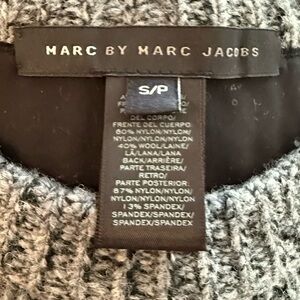 MARC BY MARC JACOBS
S/P
DEL CORPO/
FRENTE DEL CUERPO:
60% NYLON/NYLON/
NYLON/NYLON/NYLON
40% WOOL/LAINE/
LÃ/LANA/LANA
BACK/ARRIÈRE/
PARTE TRASEIRA/
RETRO/
PARTE POSTERIOR:
87% NYLON/NYLON/
NYLON/NYLON/NYLON
13% SPANDEX/
SPANDEX/SPANDEX/
SPANDEX/SPANDEX